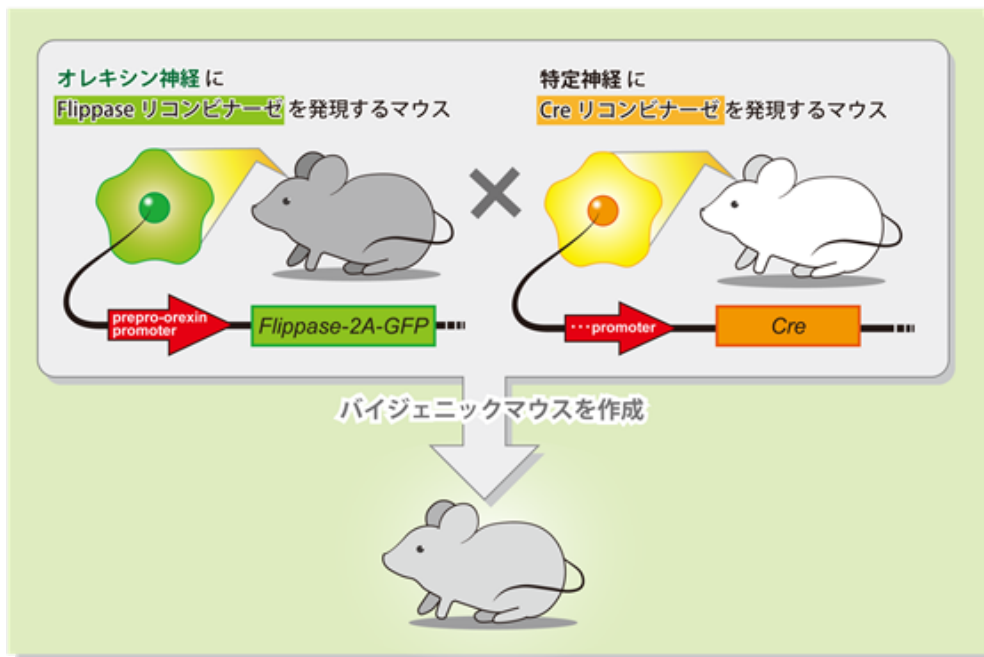 オレキシン神経 に
Flippase リコンビナーゼ を発現するマウス
特定神経 に
Cre リコンビナーゼ を発現するマウス
prepro-orexin
promoter
Flippase-2A-GFP
···promoter
Cre
バイジェニックマウスを作成